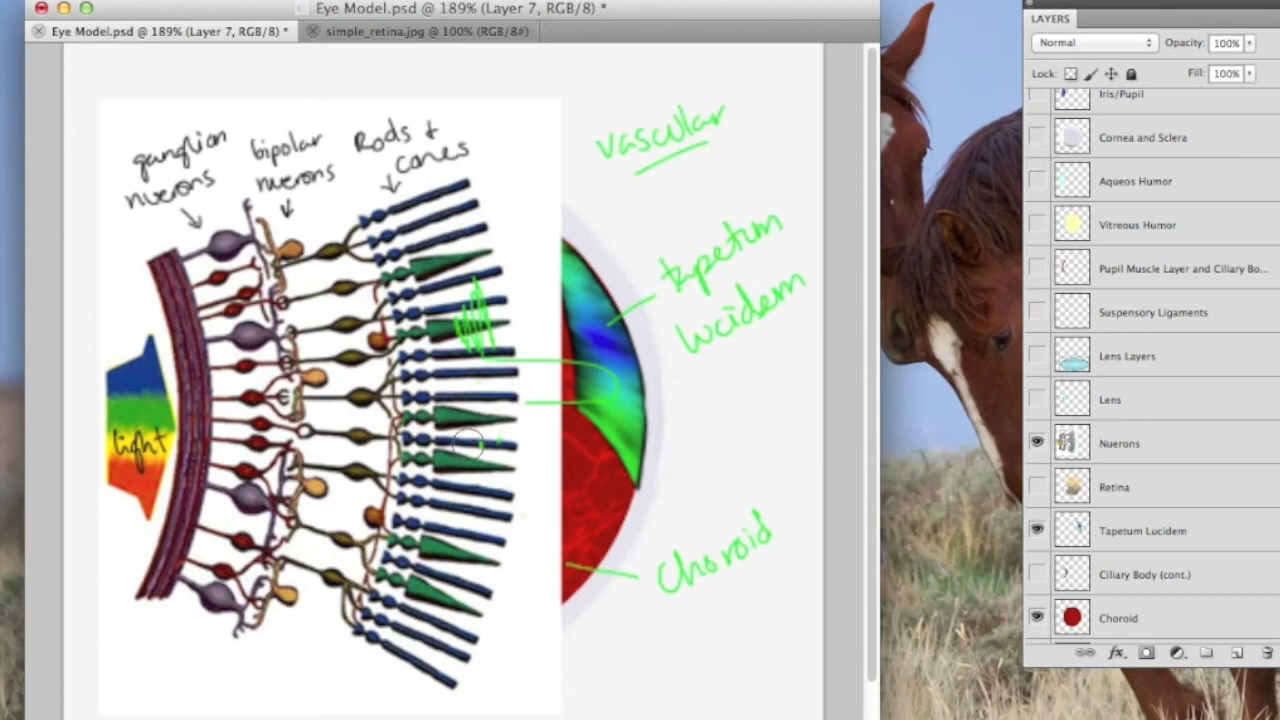 Eye Model.psd @ 189% (Layer 7, RGB/8) *
Eye Model.psd @ 189% (Layer 7, RGB/8) *
simple_retina.jpg @ 100% (RGB/8#)
ganglion
nuerons
bipolar
nuerons
Rods +
cones
light
vascular
tapetum
lucidem
choroid
LAYERS
Normal
Opacity: 100%
Lock:
Fill: 100%
Iris/Pupil
Cornea and Sclera
Aqueos Humor
Vitreous Humor
Pupil Muscle Layer and Ciliary Bo...
Suspensory Ligaments
Lens Layers
Lens
Nuerons
Retina
Tapetum Lucidem
Ciliary Body (cont.)
Choroid
fx